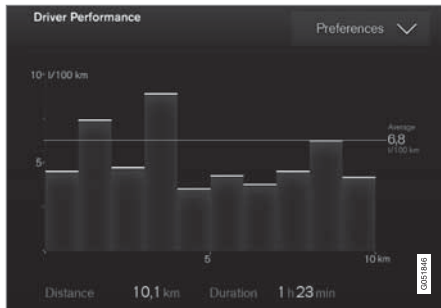 Driver Performance
Preferences
10 l/100 km
Average
6,8
l/100 km
5
5
10 km
Distance 10,1 km Duration 1 h 23 min
G051846